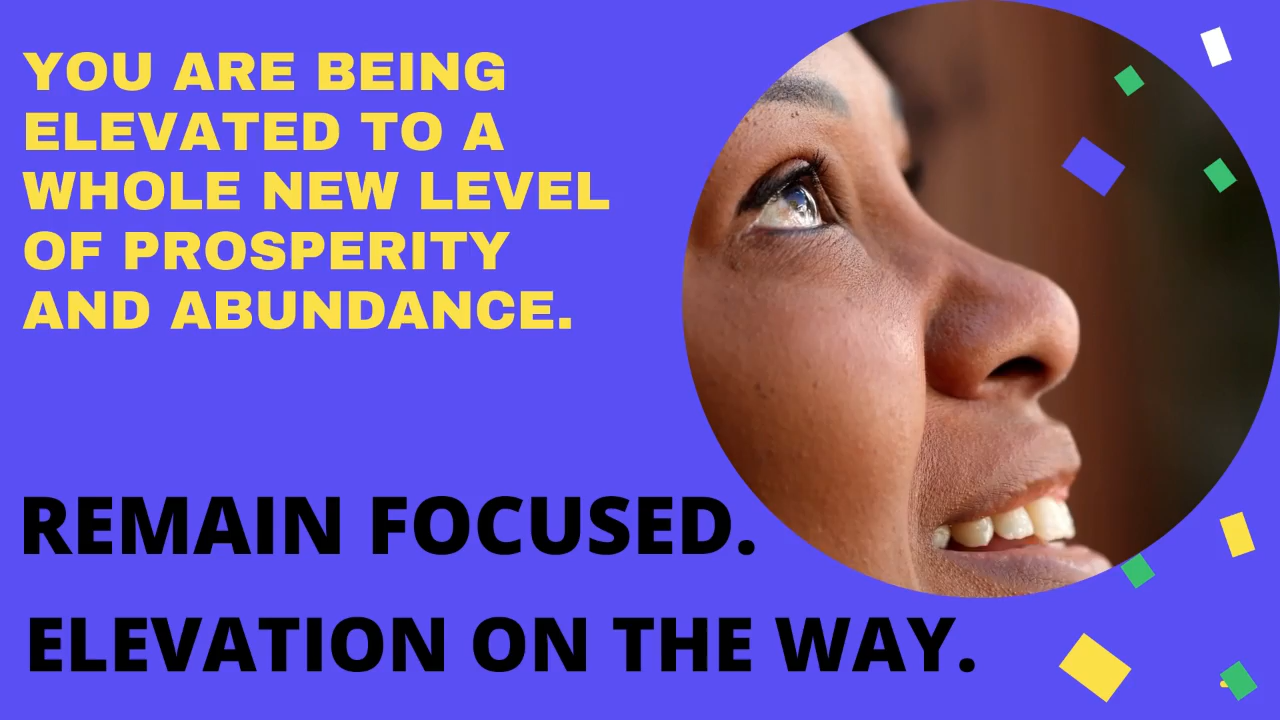 YOU ARE BEING
ELEVATED TO A
WHOLE NEW LEVEL
OF PROSPERITY
AND ABUNDANCE.
REMAIN FOCUSED.
ELEVATION ON THE WAY.